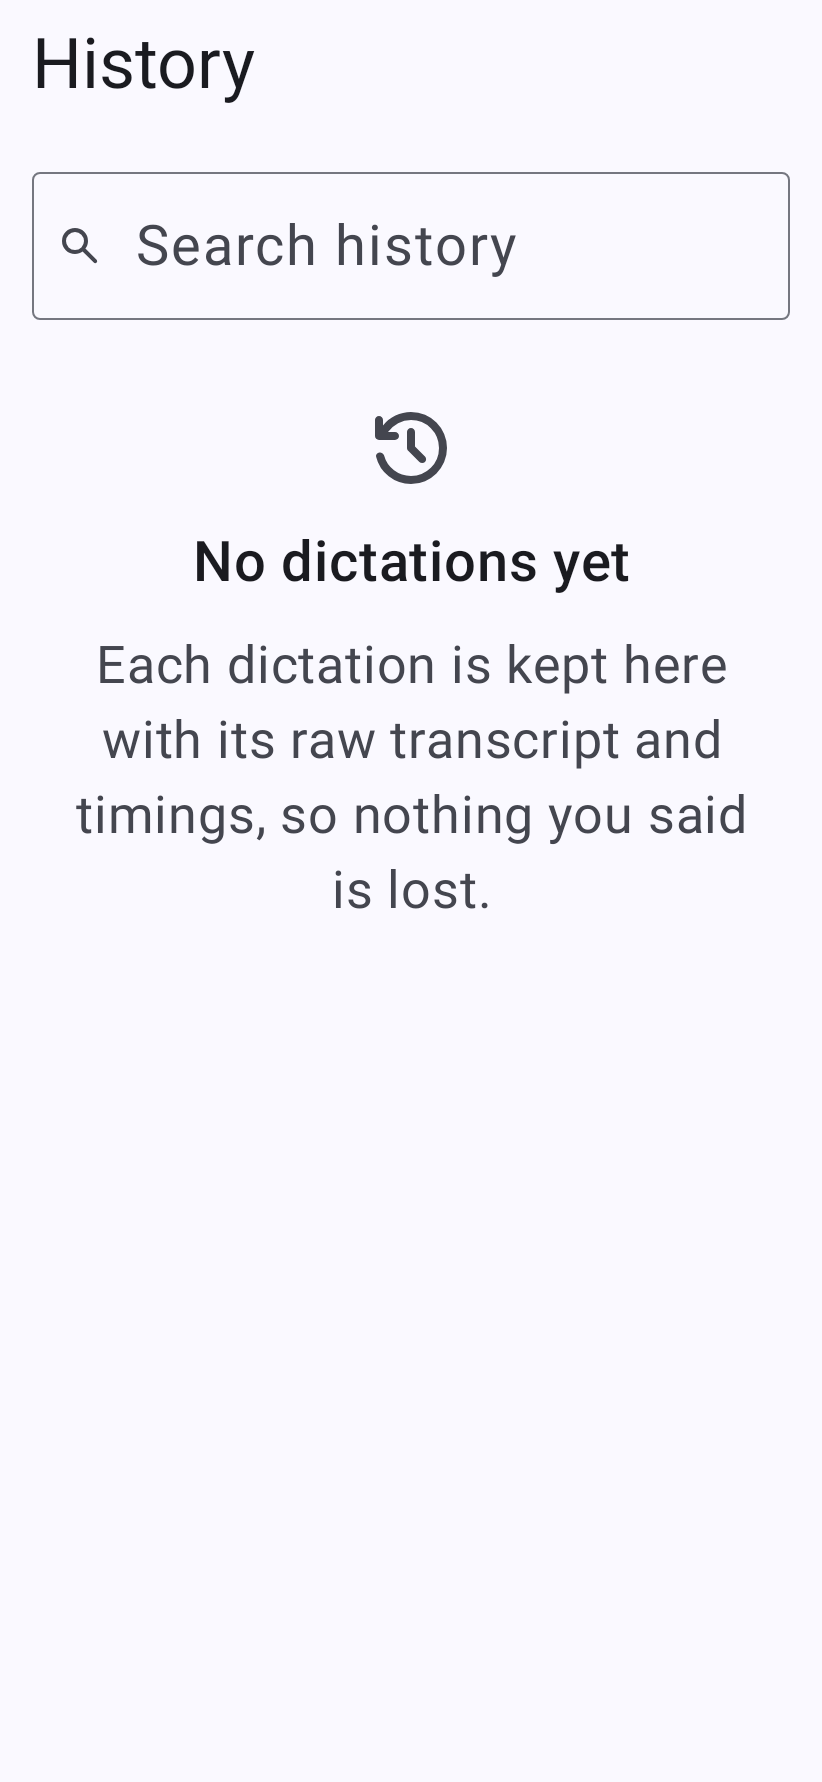 History
Search history
No dictations yet
Each dictation is kept here
with its raw transcript and
timings, so nothing you said
is lost.